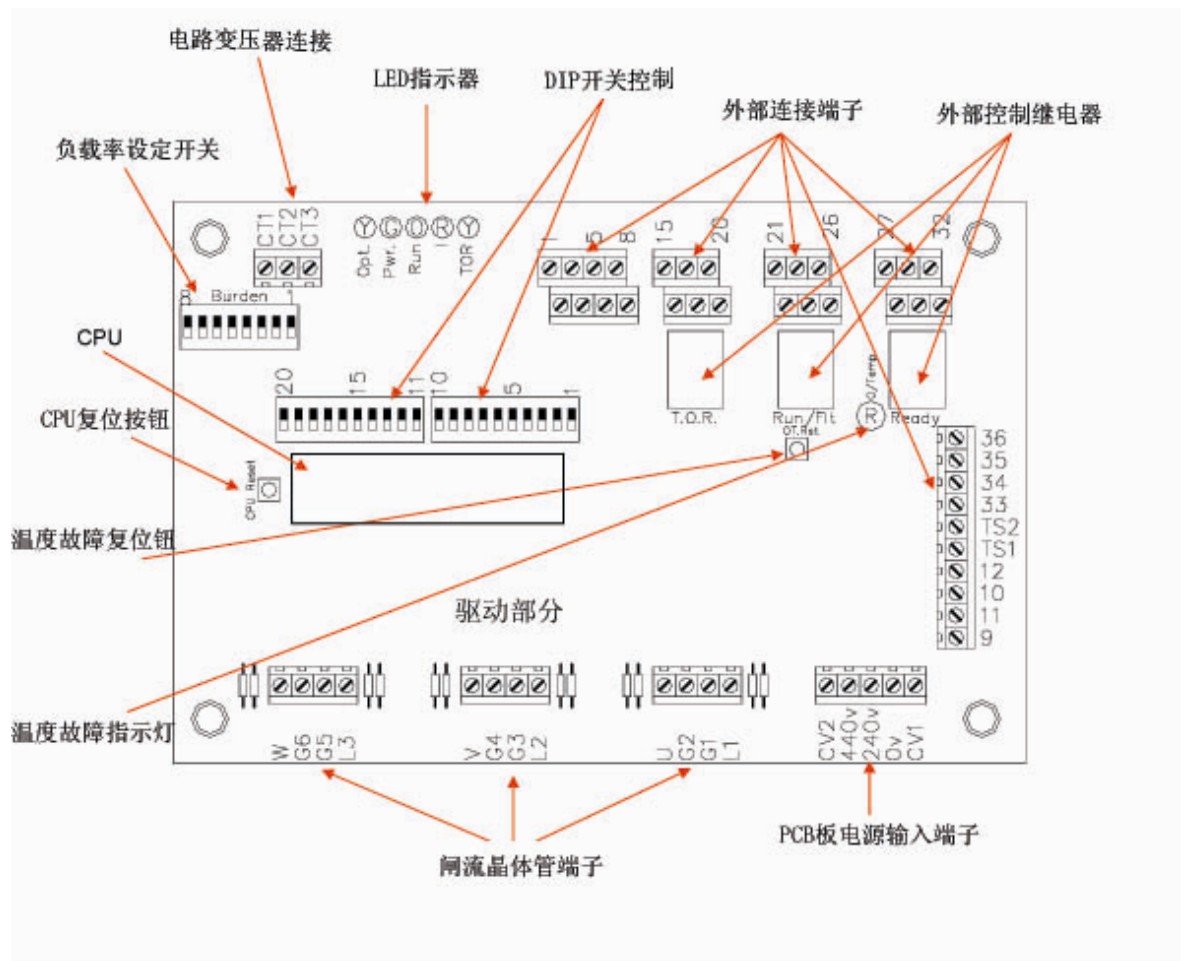 电路变压器连接
LED指示器
DIP开关控制
外部连接端子
外部控制继电器
负载率设定开关
CT1
CT2
CT3
Y G O R Y
Opt.
Pwr.
Run
I
TOR
1
5
8
15
20
21
26
27
32
8 Burden 1
CPU
20
15
11
10
5
1
T.O.R.
Run/Flt
O/Temp
R
Ready
OT.Rst.
CPU复位按钮
CPU Reset
36
35
34
33
TS2
TS1
12
10
11
9
温度故障复位钮
驱动部分
温度故障指示灯
W
G6
G5
L3
V
G4
G3
L2
U
G2
G1
L1
CV2
440v
240v
0v
CV1
PCB板电源输入端子
闸流晶体管端子